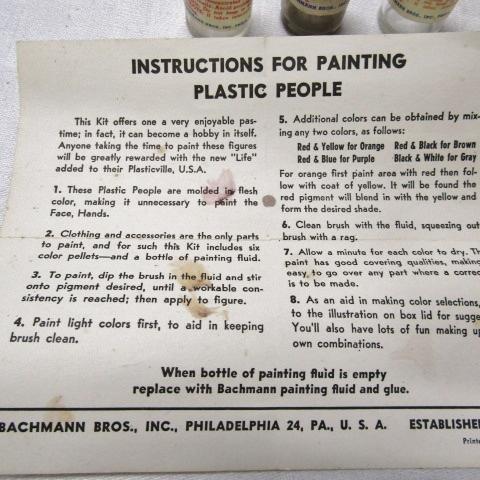 BACHMANN BROS., INC., PH
INSTRUCTIONS FOR PAINTING
PLASTIC PEOPLE
This Kit offers one a very enjoyable pas-
time; in fact, it can become a hobby in itself.
Anyone taking the time to paint these figures
will be greatly rewarded with the new "Life"
added to their Plasticville, U.S.A.
1. These Plastic People are molded in flesh
color, making it unnecessary to paint the
Face, Hands.
2. Clothing and accessories are the only parts
to paint, and for such this Kit includes six
color pellets—and a bottle of painting fluid.
3. To paint, dip the brush in the fluid and stir
onto pigment desired, until a workable con-
sistency is reached; then apply to figure.
4. Paint light colors first, to aid in keeping
brush clean.
5. Additional colors can be obtained by mix-
ing any two colors, as follows:
Red & Yellow for Orange Red & Black for Brown
Red & Blue for Purple Black & White for Gray
For orange first paint area with red then fol-
low with coat of yellow. It will be found the
red pigment will blend in with the yellow and
form the desired shade.
6. Clean brush with the fluid, squeezing out
brush with a rag.
7. Allow a minute for each color to dry. Th
paint has good covering qualities, making
easy to go over any part where a correc
is to be made.
8. As an aid in making color selections,
to the illustration on box lid for sugge
You'll also have lots of fun making up
own combinations.
When bottle of painting fluid is empty
replace with Bachmann painting fluid and glue.
BACHMANN BROS., INC., PHILADELPHIA 24, PA., U. S. A. ESTABLISHE
Printe